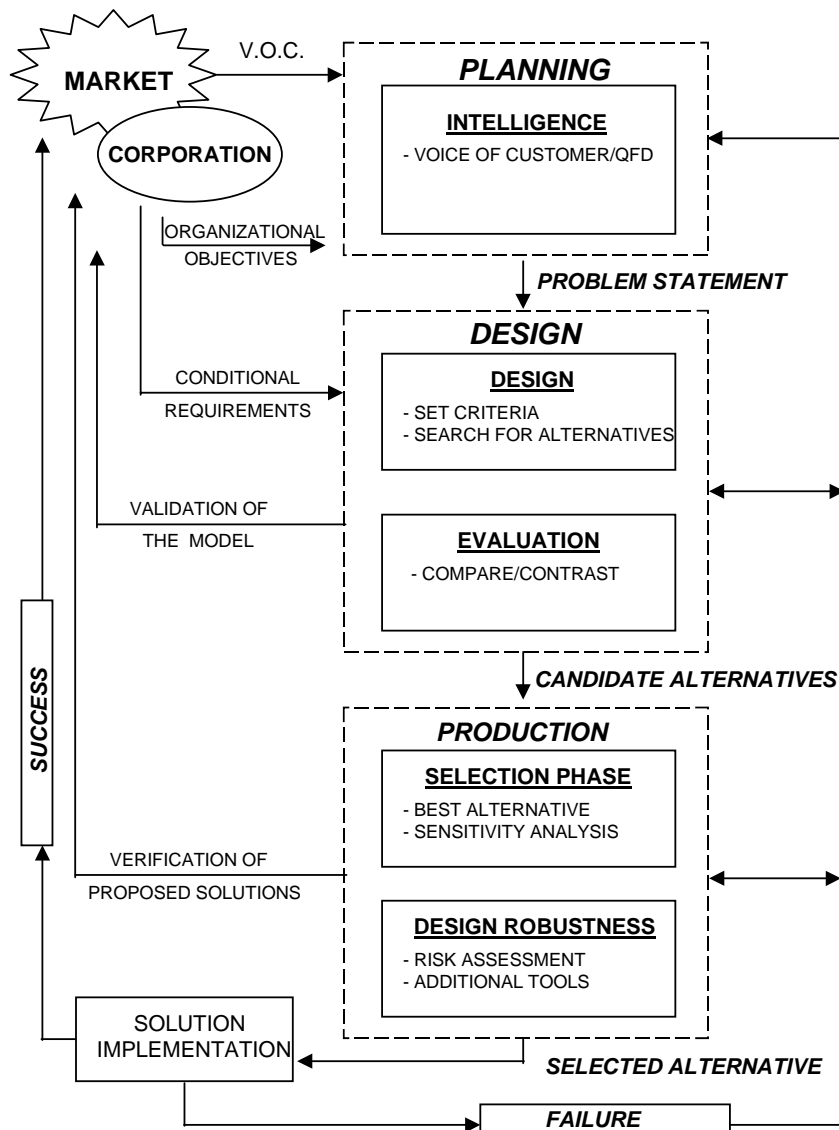 V.O.C.
MARKET
CORPORATION
PLANNING
INTELLIGENCE
- VOICE OF CUSTOMER/QFD
ORGANIZATIONAL
OBJECTIVES
PROBLEM STATEMENT
DESIGN
DESIGN
- SET CRITERIA
- SEARCH FOR ALTERNATIVES
CONDITIONAL
REQUIREMENTS
VALIDATION OF
THE MODEL
EVALUATION
- COMPARE/CONTRAST
CANDIDATE ALTERNATIVES
SUCCESS
PRODUCTION
SELECTION PHASE
- BEST ALTERNATIVE
- SENSITIVITY ANALYSIS
VERIFICATION OF
PROPOSED SOLUTIONS
DESIGN ROBUSTNESS
- RISK ASSESSMENT
- ADDITIONAL TOOLS
SOLUTION
IMPLEMENTATION
SELECTED ALTERNATIVE
FAILURE